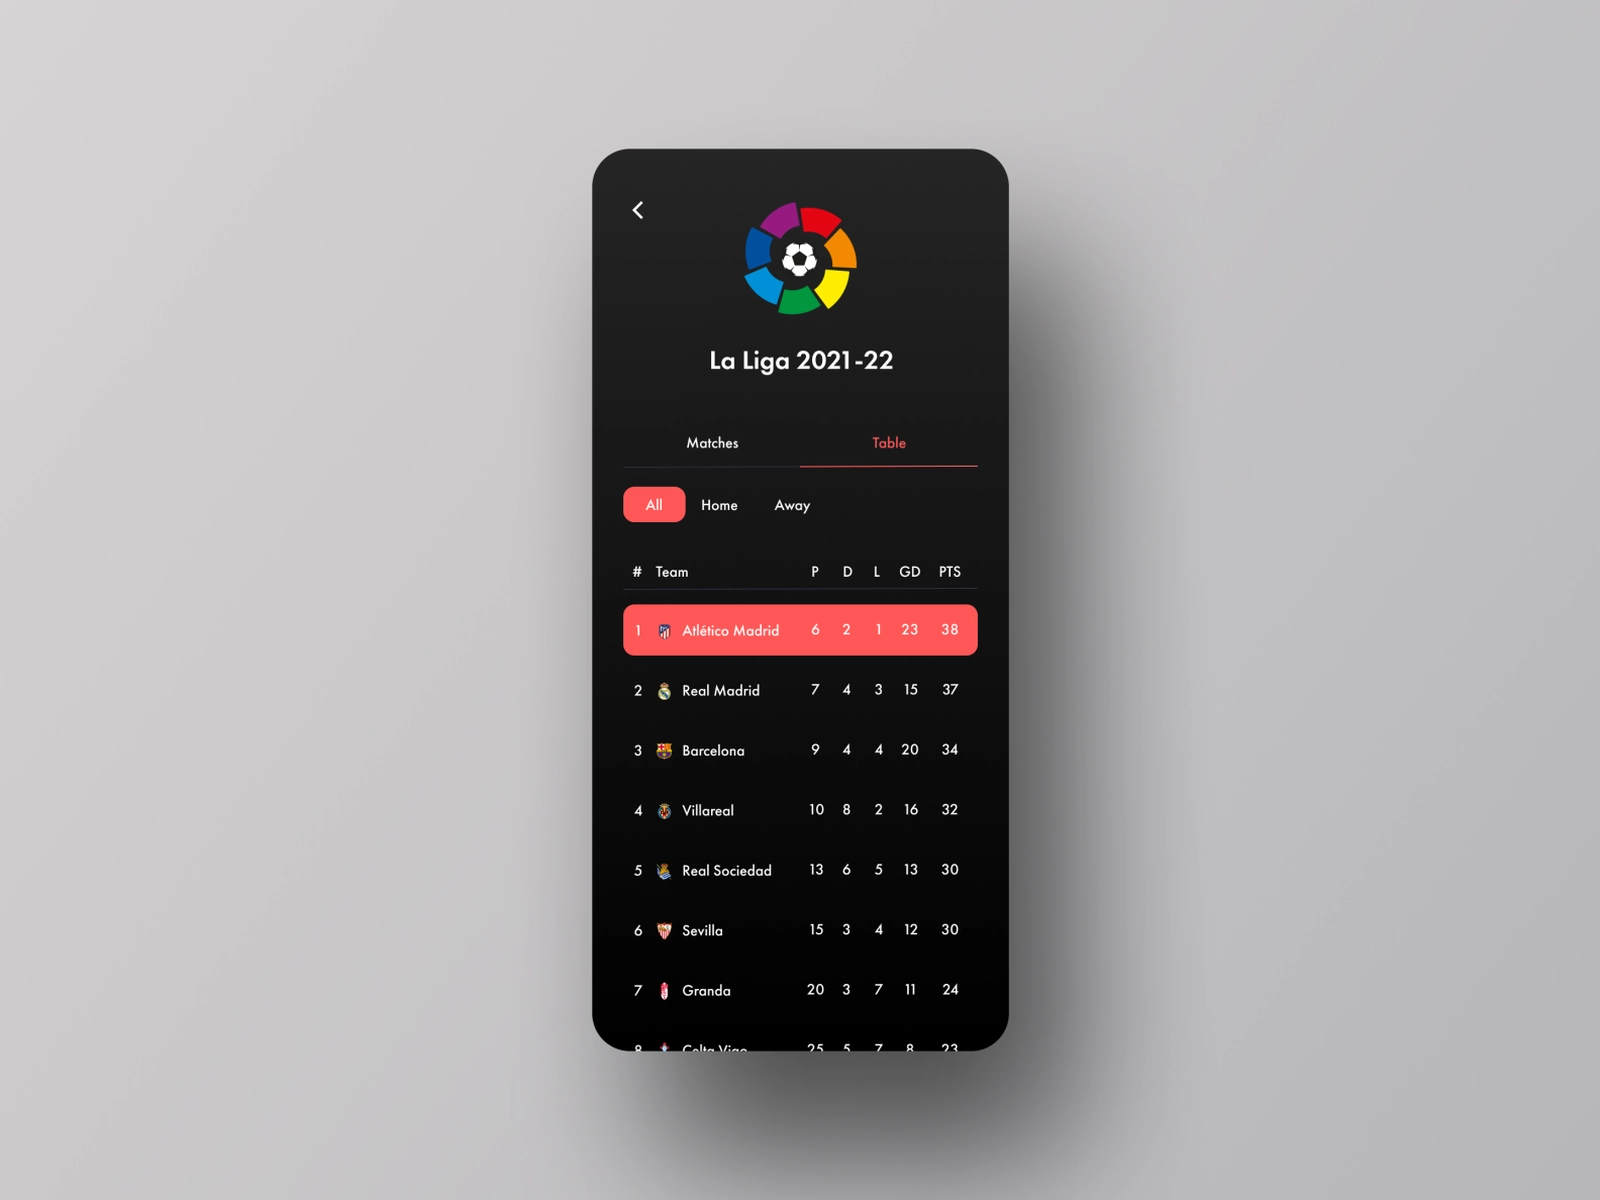 La Liga 2021-22
Matches Table
All Home Away
# Team P D L GD PTS
1 Atlético Madrid 6 2 1 23 38
2 Real Madrid 7 4 3 15 37
3 Barcelona 9 4 4 20 34
4 Villareal 10 8 2 16 32
5 Real Sociedad 13 6 5 13 30
6 Sevilla 15 3 4 12 30
7 Granda 20 3 7 11 24
8 Celta Vigo 25 5 7 8 23